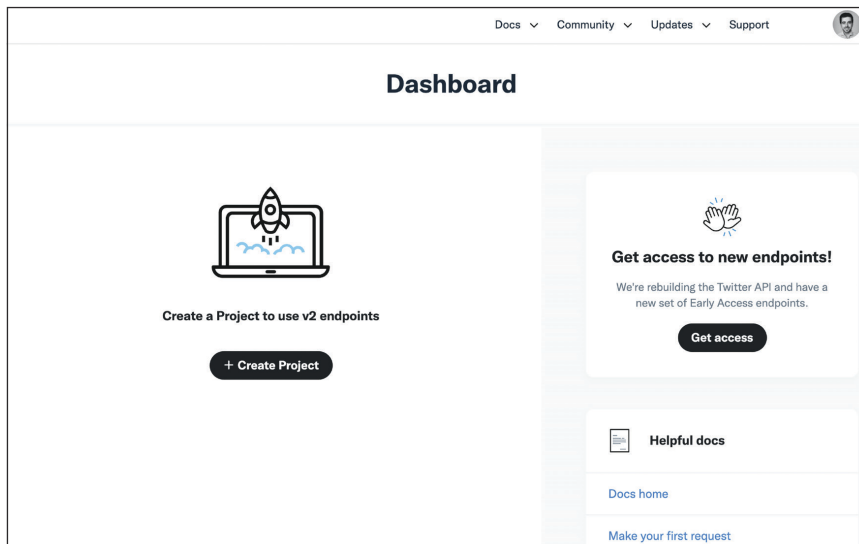 Docs
Community
Updates
Support
Dashboard
Create a Project to use v2 endpoints
+ Create Project
Get access to new endpoints!
We're rebuilding the Twitter API and have a
new set of Early Access endpoints.
Get access
Helpful docs
Docs home
Make your first request